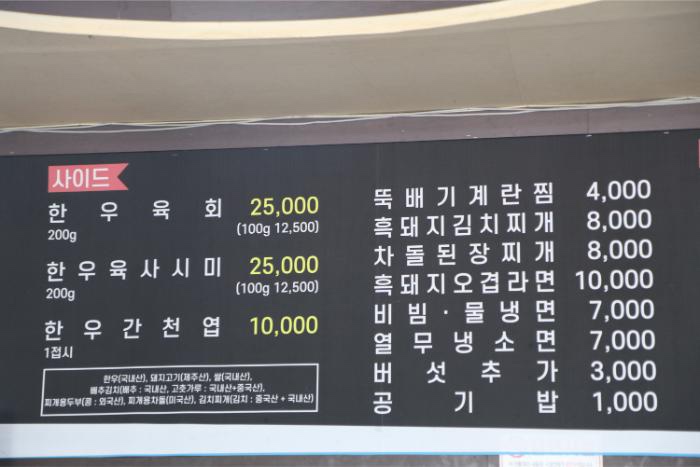 사이드
한우육회 25,000
200g (100g 12,500)
한우육사시미 25,000
200g (100g 12,500)
한우간천엽 10,000
1접시
한우(국내산), 돼지고기(제주산), 쌀(국내산),
배추김치(배추 : 국내산, 고춧가루 : 국내산+중국산),
찌개용두부(콩 : 외국산), 찌개용차돌(미국산), 김치찌개(김치 : 중국산 + 국내산)
뚝배기계란찜 4,000
흑돼지김치찌개 8,000
차돌된장찌개 8,000
흑돼지오겹라면 10,000
비빔·물냉면 7,000
열무냉소면 7,000
버섯추가 3,000
공기밥 1,000